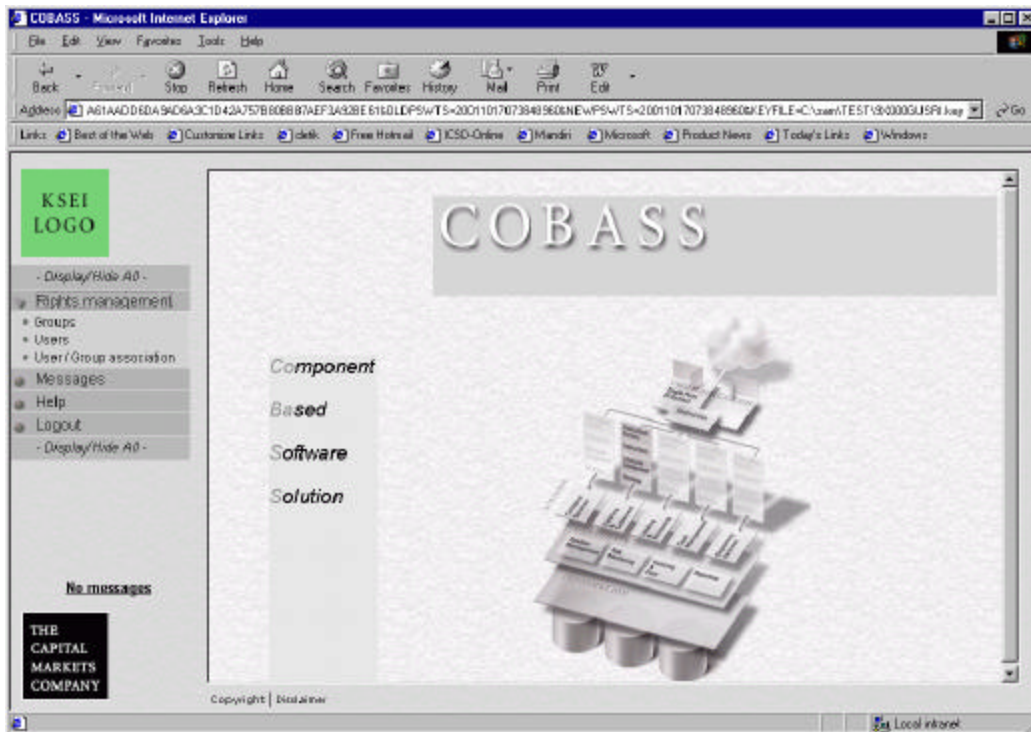 COBASS - Microsoft Internet Explorer
File Edit View Favorites Tools Help
Back Forward Stop Refresh Home Search Favorites History Mail Print Edit
Address
Go
Links Best of the Web Customize Links detik Free Hotmail ICSD-Online Mandiri Microsoft Product News Today's Links Windows
KSEI
LOGO
- Display/Hide All -
Rights management
Groups
Users
User / Group association
Messages
Help
Logout
- Display/Hide All -
No messages
THE
CAPITAL
MARKETS
COMPANY
COBASS
Component
Based
Software
Solution
Copyright | Disclaimer
Local intranet